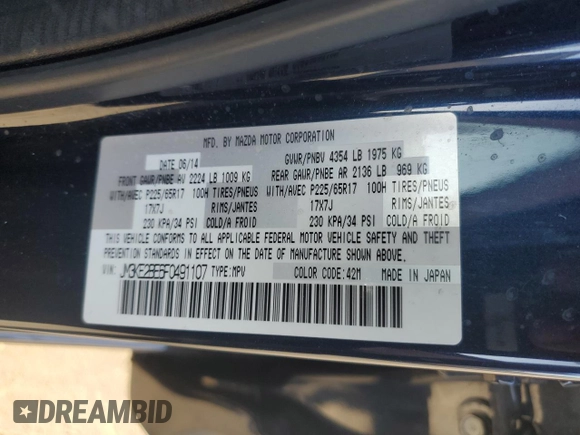 MFD. BY MAZDA MOTOR CORPORATION
DATE 06/14 GVWR/PNBV 4354 LB 1975 KG
FRONT GAWR/PNBE AV 2224 LB 1009 KG REAR GAWR/PNBE AR 2136 LB 969 KG
WITH/AVEC P225/65R17 100H TIRES/PNEUS WITH/AVEC P225/65R17 100H TIRES/PNEUS
17X7J RIMS/JANTES 17X7J RIMS/JANTES
230 KPA/34 PSI COLD/A FROID 230 KPA/34 PSI COLD/A FROID
THIS VEHICLE CONFORMS TO ALL APPLICABLE FEDERAL MOTOR VEHICLE SAFETY AND THEFT
PREVENTION STANDARDS IN EFFECT ON THE DATE OF MANUFACTURE SHOWN ABOVE.
VIN: JM3KE2BE8F0491107 TYPE:MPV COLOR CODE:42M MADE IN JAPAN
DREAMBID